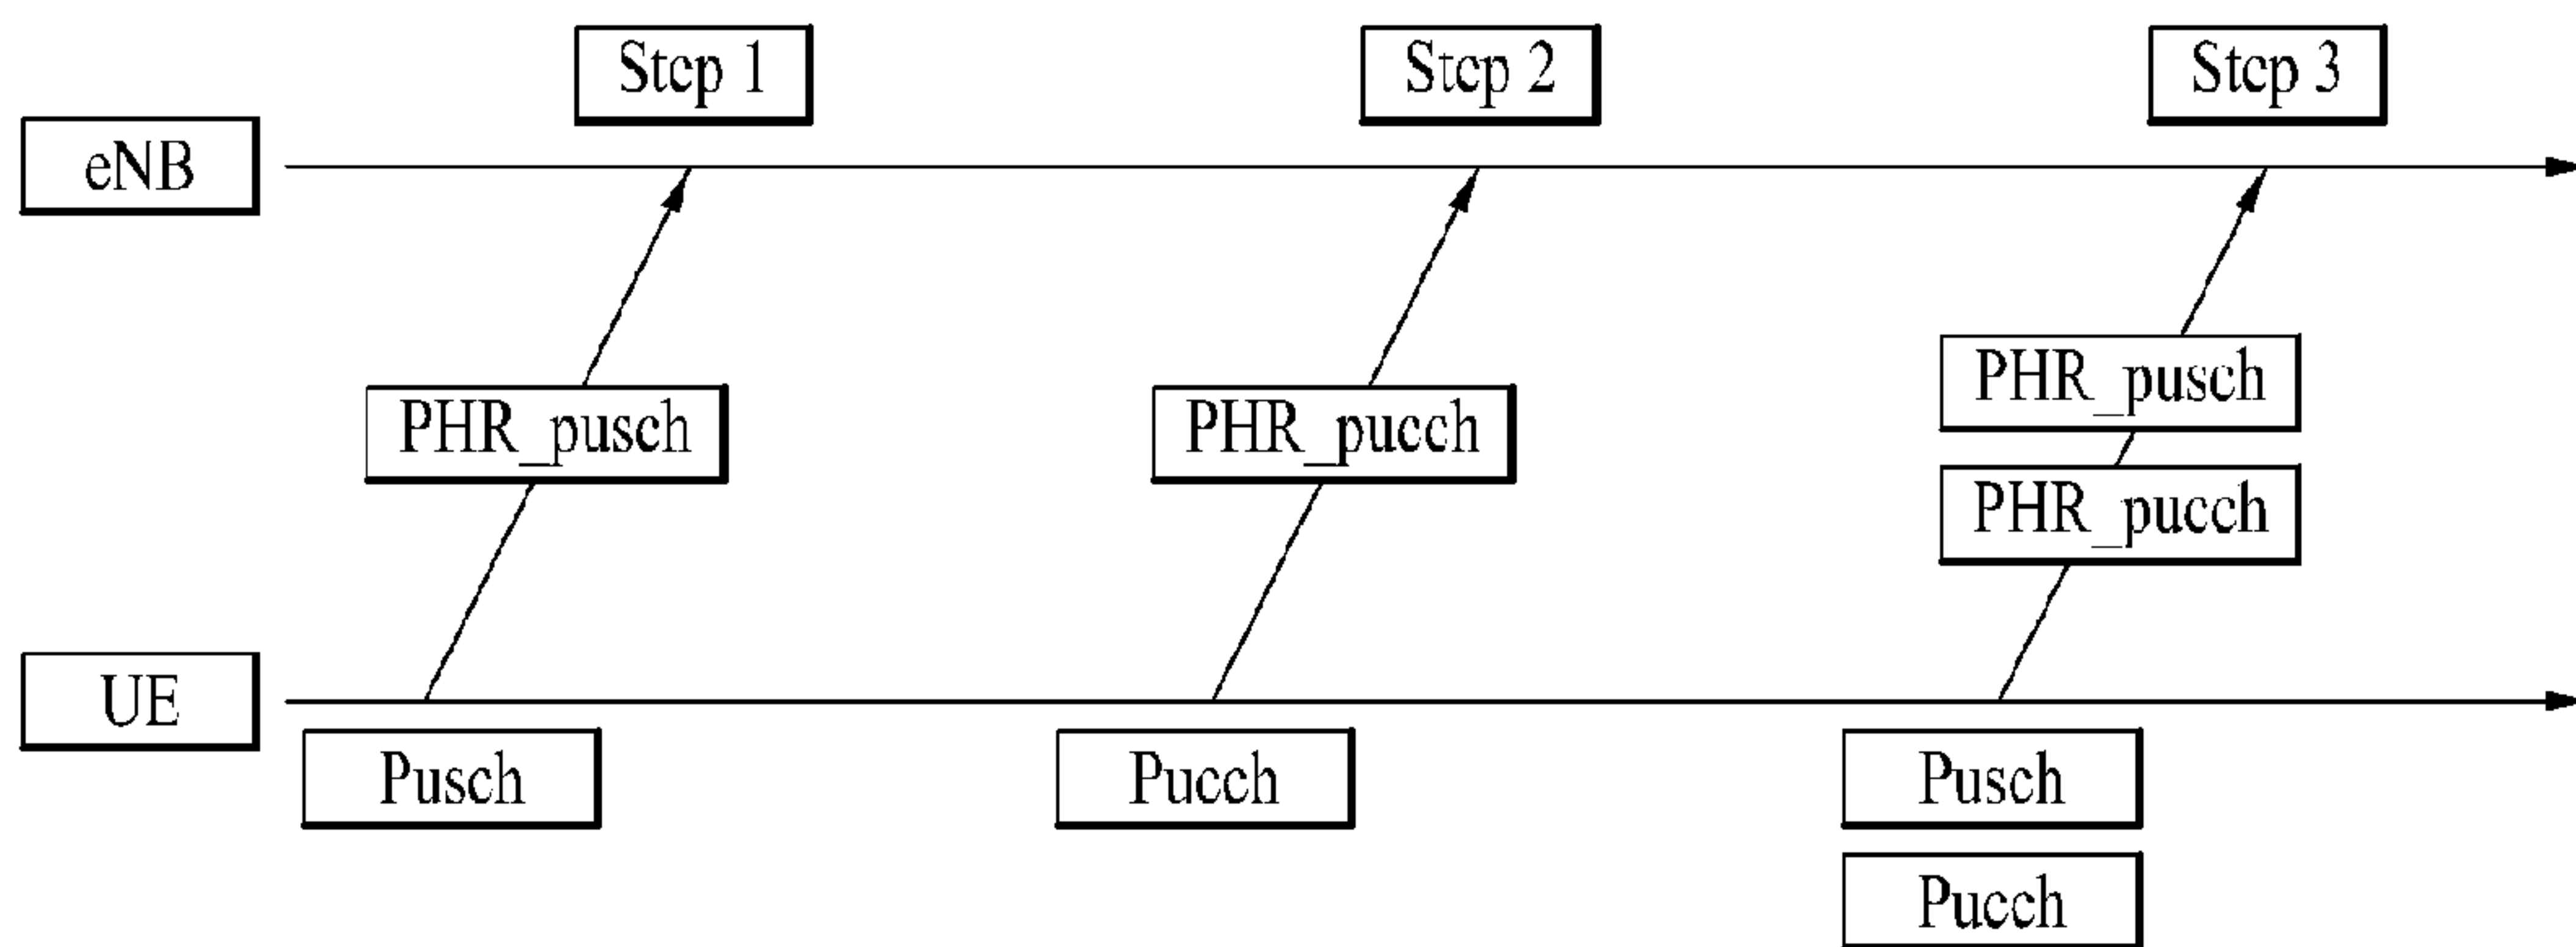 Step 1
Step 2
Step 3
eNB
PHR_pusch
PHR_pucch
PHR_pusch
PHR_pucch
UE
Pusch
Pucch
Pusch
Pucch